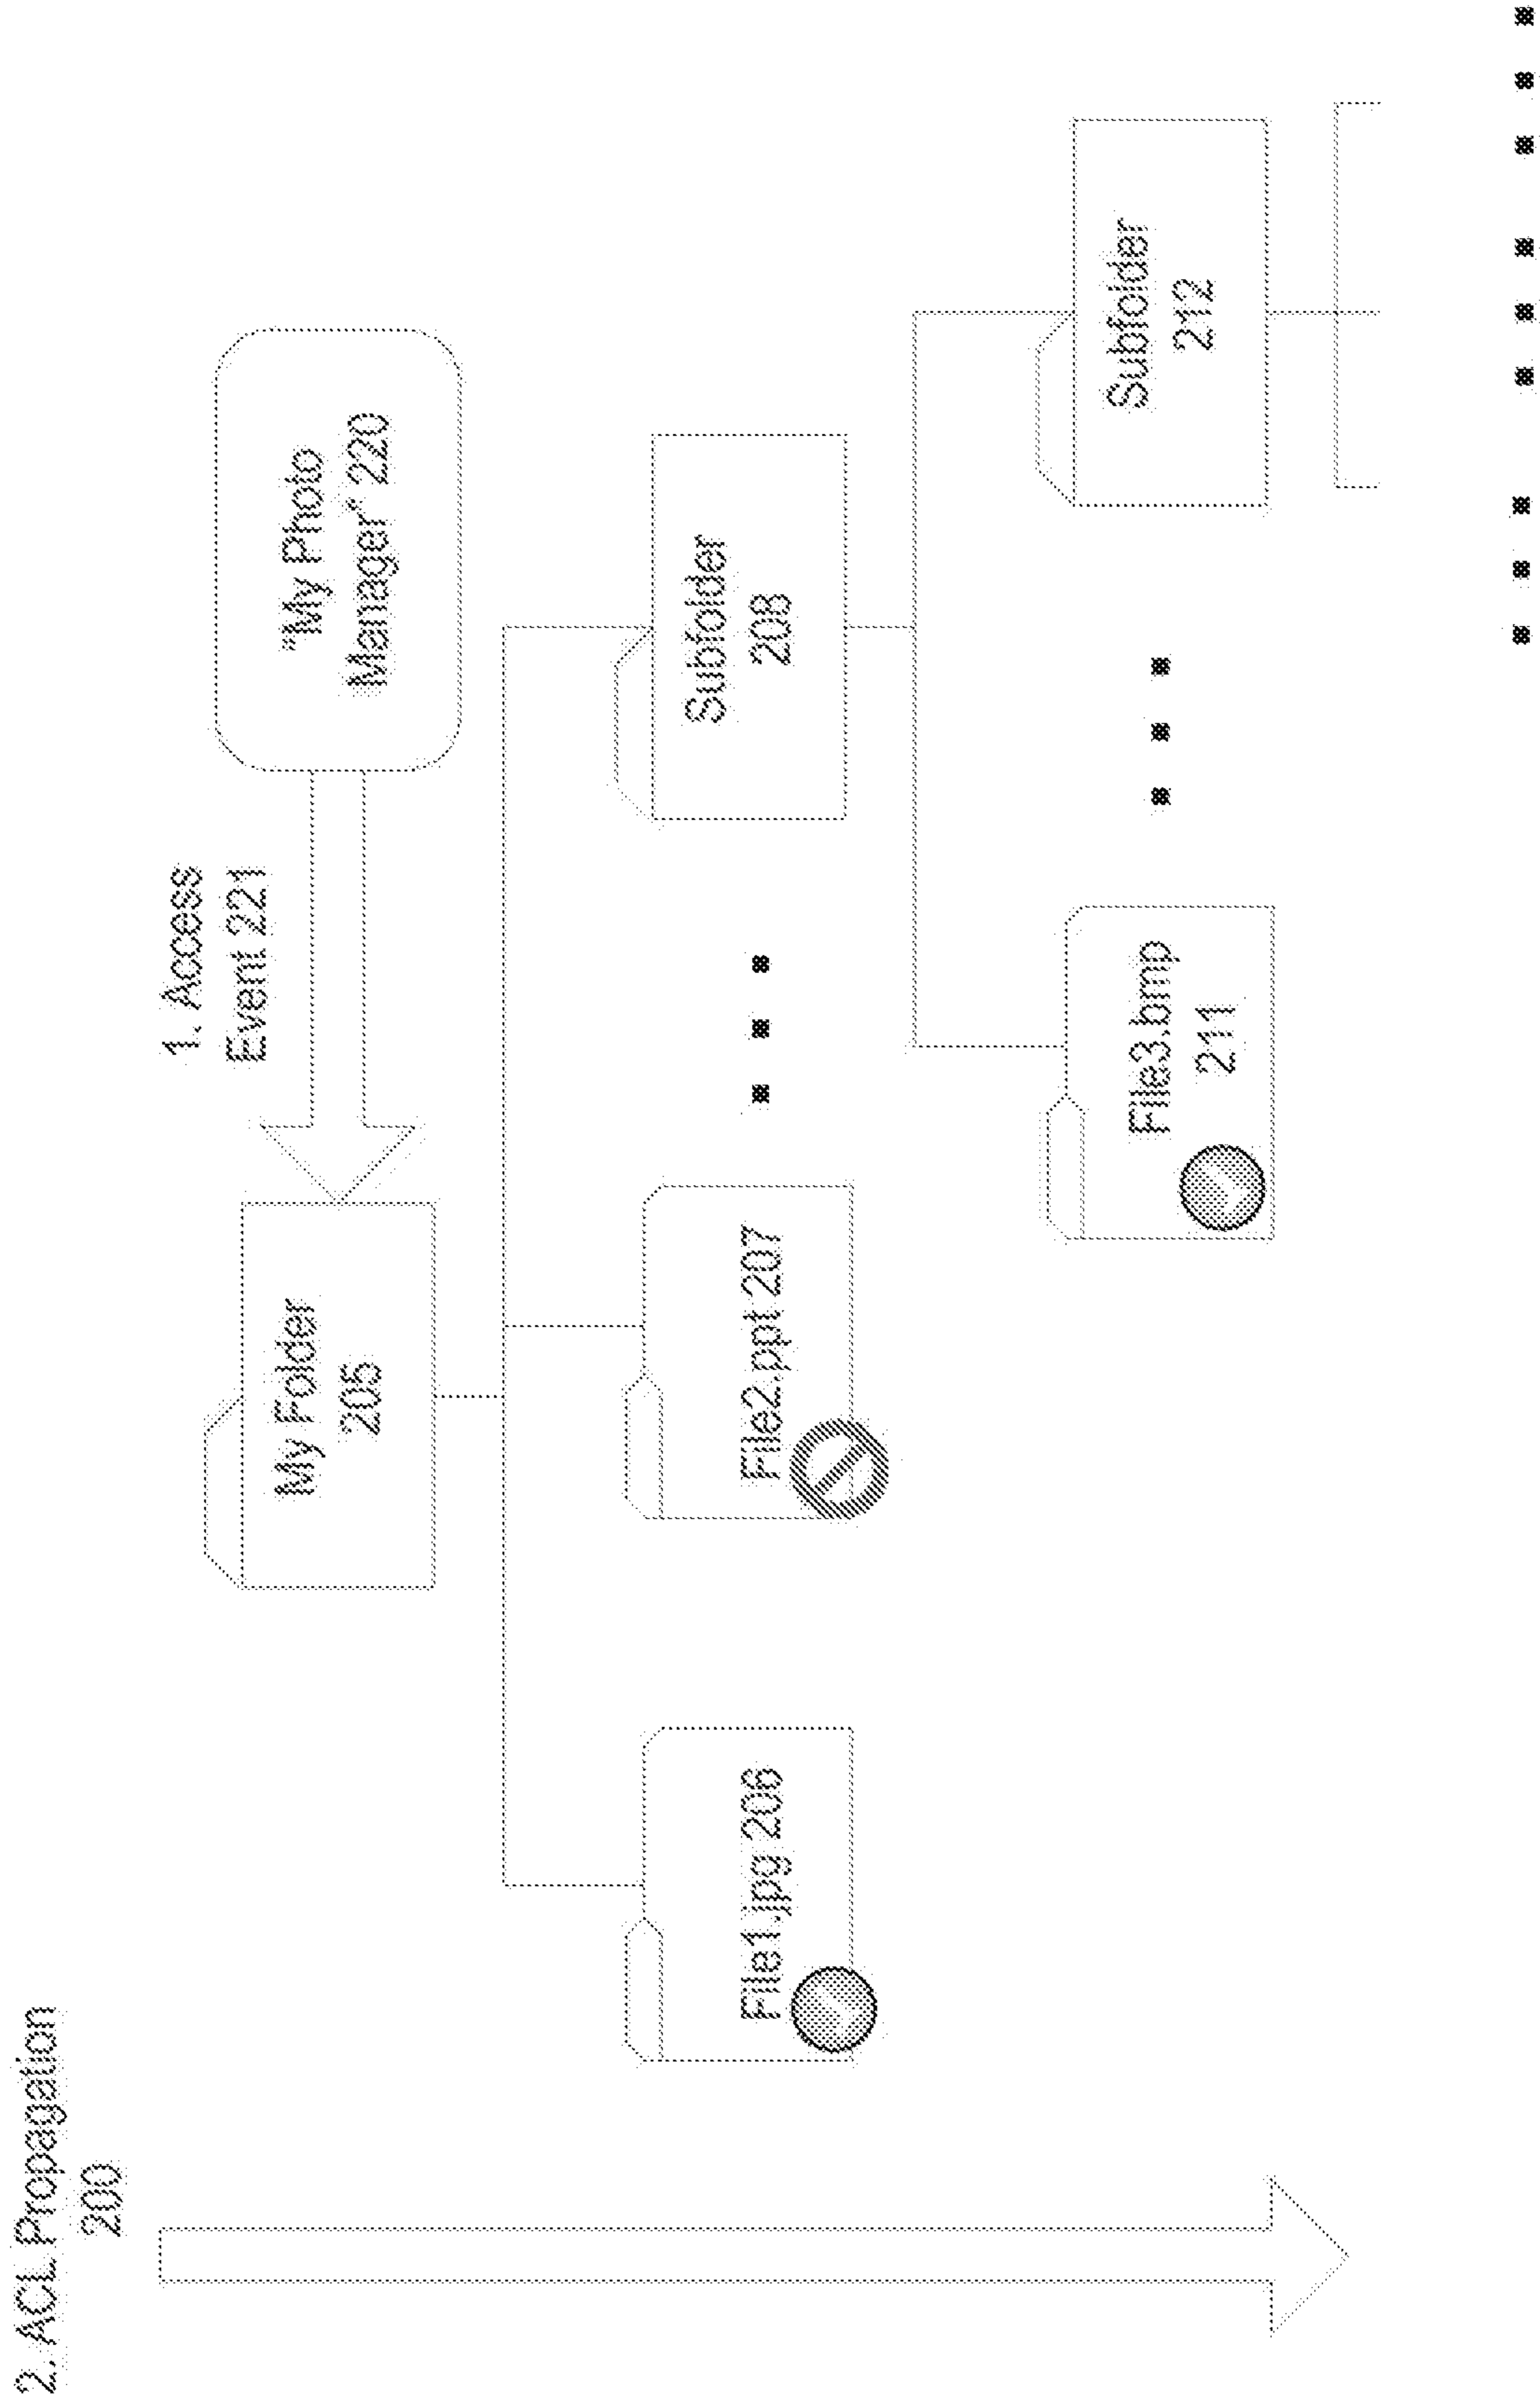 2. ACL Propagation
200
1. Access
Event 221
"My Photo
Manager" 220
My Folder
205
File1.jpg 206
File2.ppt 207
Subfolder
208
File3.bmp
211
Subfolder
212